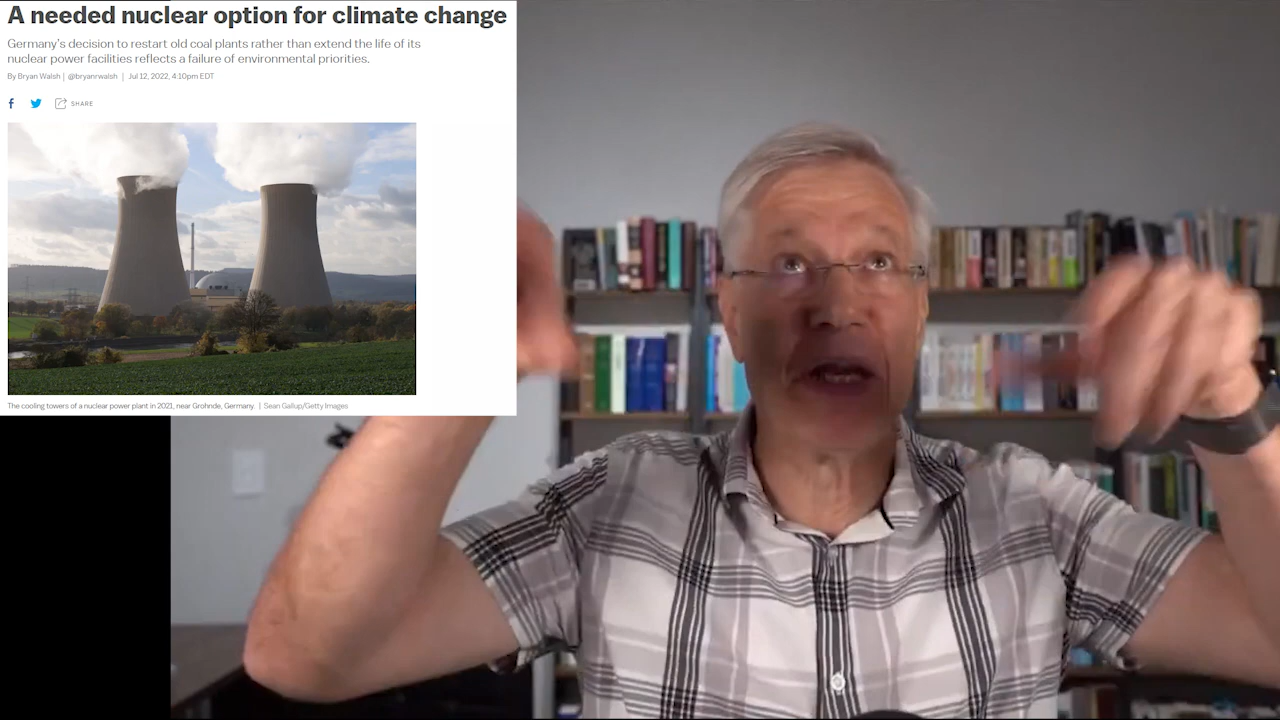 A needed nuclear option for climate change
Germany's decision to restart old coal plants rather than extend the life of its
nuclear power facilities reflects a failure of environmental priorities.
By Bryan Walsh | @bryanrwalsh | Jul 12, 2022, 4:10pm EDT
SHARE
The cooling towers of a nuclear power plant in 2021, near Grohnde, Germany. | Sean Gallup/Getty Images